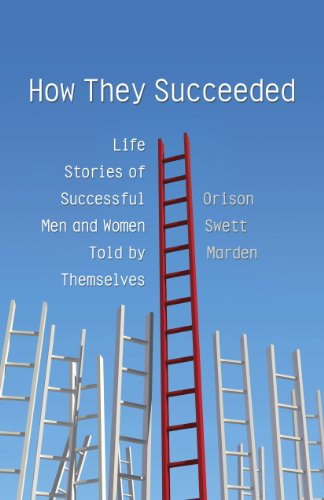 How They Succeeded
Life
Stories of
Successful
Men and Women
Told by
Themselves
Orison
Swett
Marden